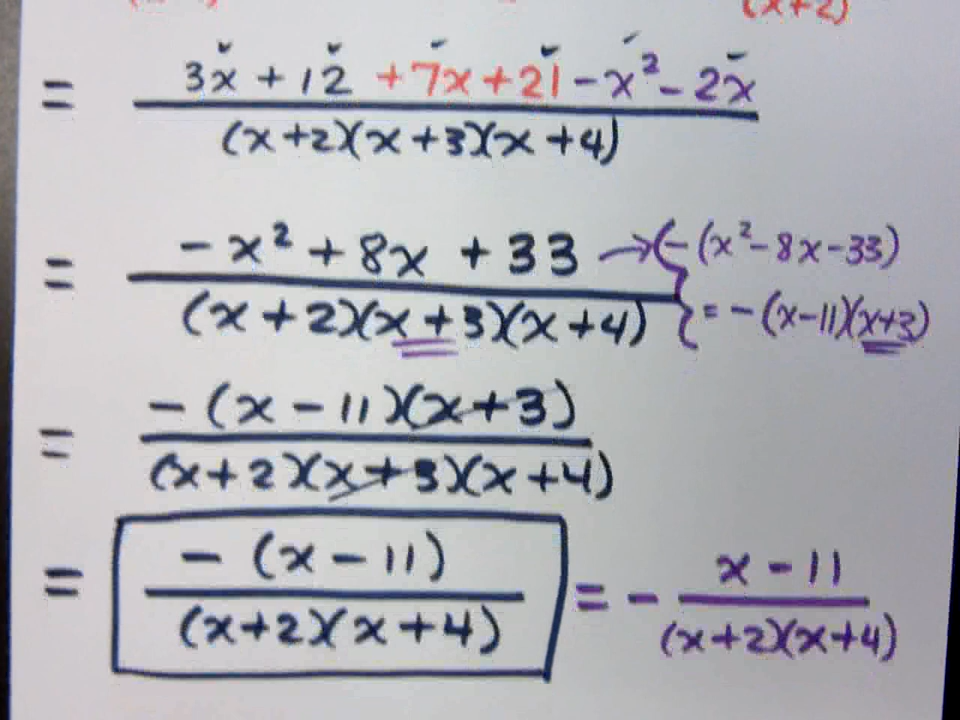 (x+2)
= 3x + 12 + 7x + 21 - x² - 2x
(x+2)(x+3)(x+4)
= -x² + 8x + 33 → { -(x² - 8x - 33)
(x+2)(x+3)(x+4) = -(x-11)(x+3)
= -(x-11)(x+3)
(x+2)(x+3)(x+4)
= -(x-11) = - x-11
(x+2)(x+4) (x+2)(x+4)